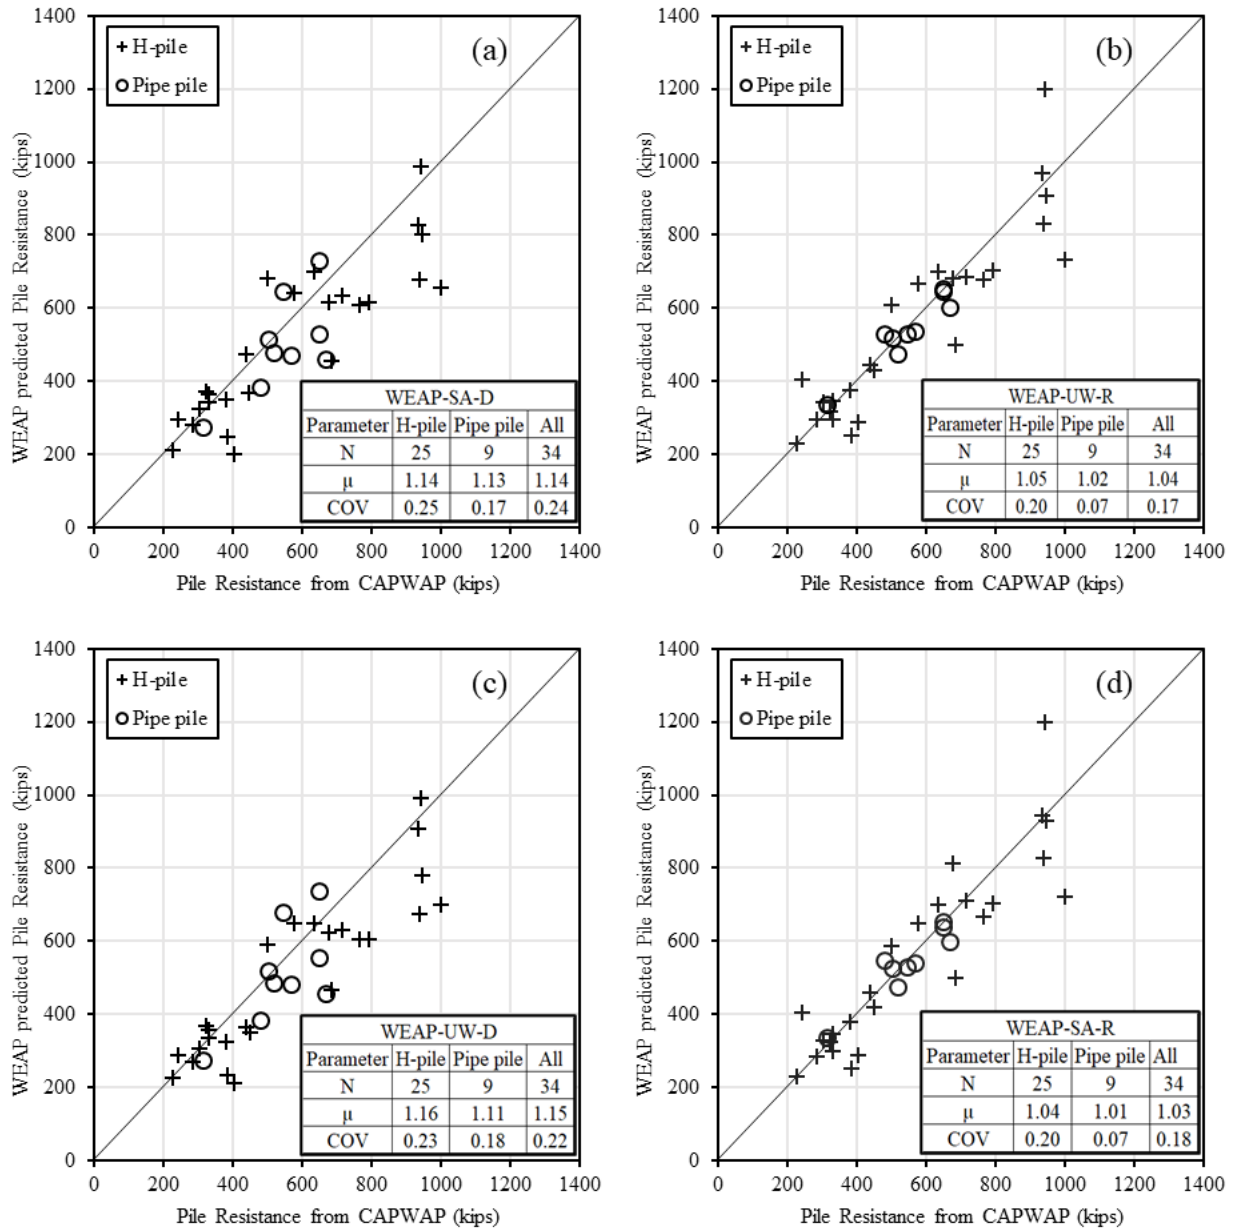 1400
1200
1000
800
600
400
200
0
WEAP predicted Pile Resistance (kips)
H-pile
Pipe pile
(a)
WEAP-SA-D
Parameter H-pile Pipe pile All
N 25 9 34
μ 1.14 1.13 1.14
COV 0.25 0.17 0.24
0 200 400 600 800 1000 1200 1400
Pile Resistance from CAPWAP (kips)
1400
1200
1000
800
600
400
200
0
WEAP predicted Pile Resistance (kips)
H-pile
Pipe pile
(b)
WEAP-UW-R
Parameter H-pile Pipe pile All
N 25 9 34
μ 1.05 1.02 1.04
COV 0.20 0.07 0.17
0 200 400 600 800 1000 1200 1400
Pile Resistance from CAPWAP (kips)
1400
1200
1000
800
600
400
200
0
WEAP predicted Pile Resistance (kips)
H-pile
Pipe pile
(c)
WEAP-UW-D
Parameter H-pile Pipe pile All
N 25 9 34
μ 1.16 1.11 1.15
COV 0.23 0.18 0.22
0 200 400 600 800 1000 1200 1400
Pile Resistance from CAPWAP (kips)
1400
1200
1000
800
600
400
200
0
WEAP predicted Pile Resistance (kips)
H-pile
Pipe pile
(d)
WEAP-SA-R
Parameter H-pile Pipe pile All
N 25 9 34
μ 1.04 1.01 1.03
COV 0.20 0.07 0.18
0 200 400 600 800 1000 1200 1400
Pile Resistance from CAPWAP (kips)